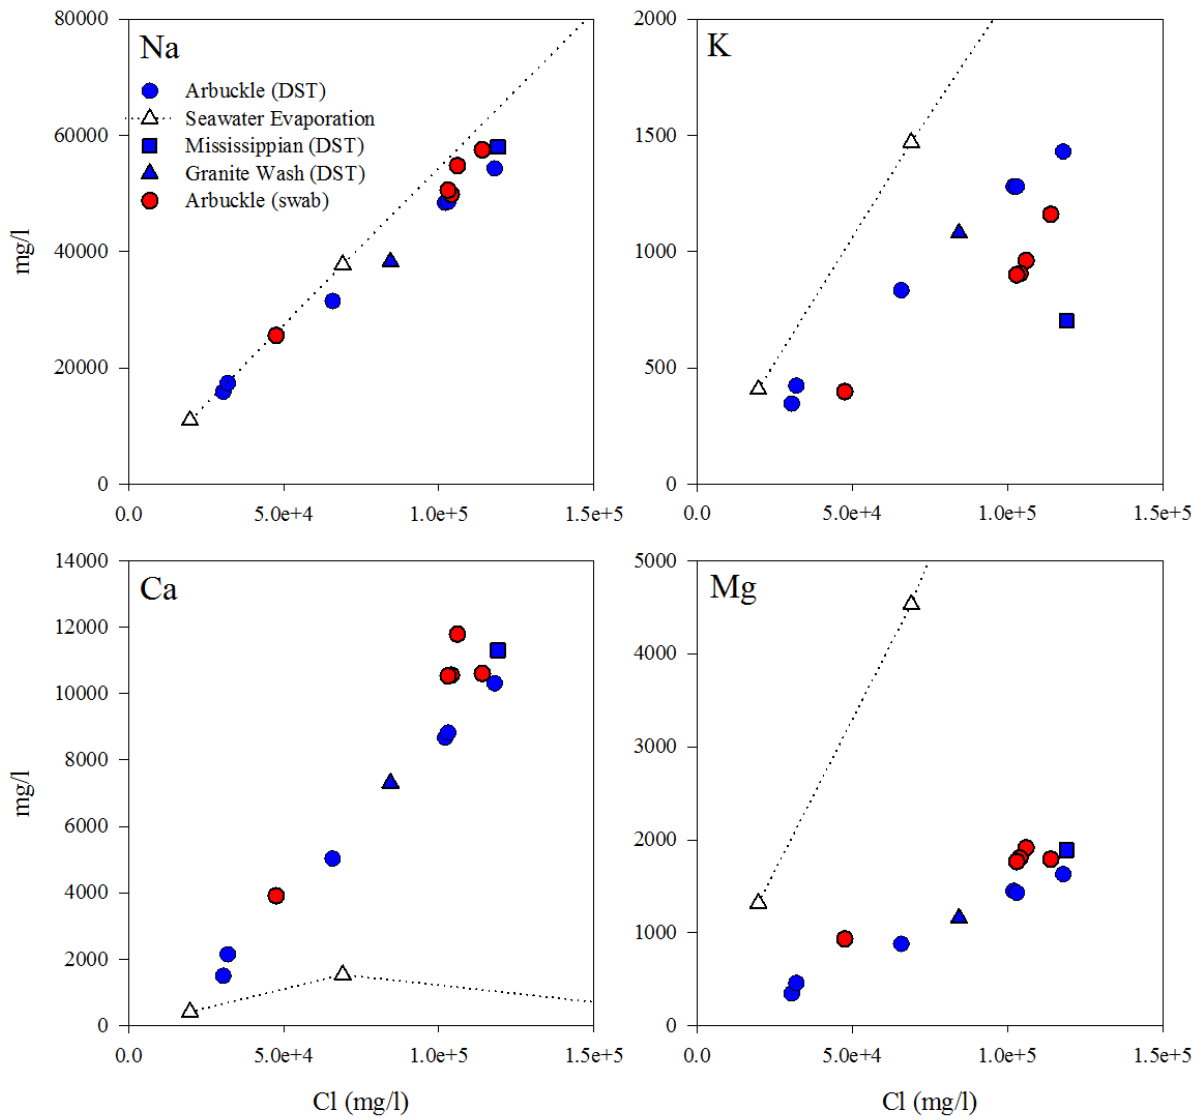 80000
60000
40000
20000
0
mg/l
Na
Arbuckle (DST)
Seawater Evaporation
Mississippian (DST)
Granite Wash (DST)
Arbuckle (swab)
0.0
5.0e+4
1.0e+5
1.5e+5
2000
1500
1000
500
0
K
0.0
5.0e+4
1.0e+5
1.5e+5
14000
12000
10000
8000
6000
4000
2000
0
mg/l
Ca
0.0
5.0e+4
1.0e+5
1.5e+5
Cl (mg/l)
5000
4000
3000
2000
1000
0
Mg
0.0
5.0e+4
1.0e+5
1.5e+5
Cl (mg/l)